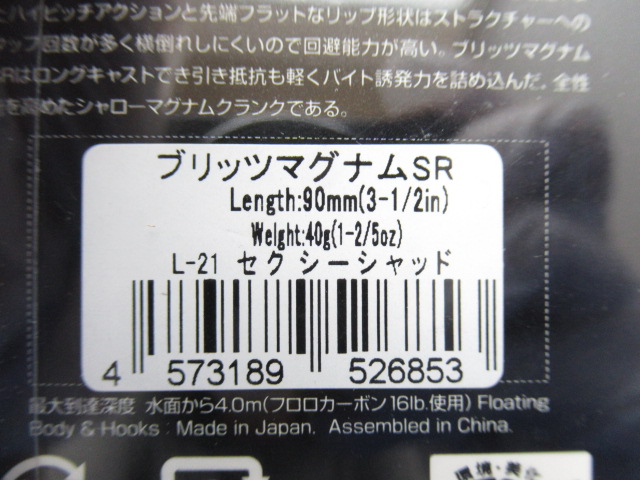 とハイピッチアクションと先端フラットなリップ形状はストラクチャーへの
タップ回数が多く横倒れしにくいので回避能力が高い。ブリッツマグナム
SRはロングキャストでき引き抵抗も軽くバイト誘発力を詰め込んだ。全性
を高めたシャローマグナムクランクである。
ブリッツマグナムSR
Length:90mm(3-1/2in)
Weight:40g(1-2/5oz)
L-21 セクシーシャッド
4 573189 526853
最大到達深度 水面から4.0m(フロロカーボン16lb.使用) Floating
Body & Hooks : Made in Japan. Assembled in China.
環境・美化